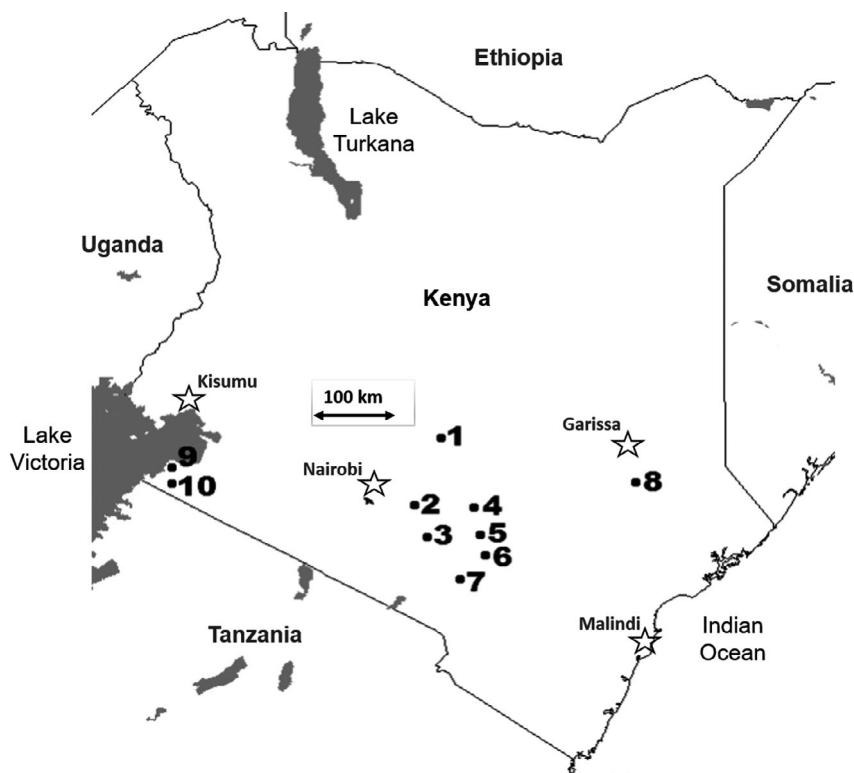 Ethiopia
Lake
Turkana
Uganda
Kenya
Somalia
Kisumu
100 km
Lake
Victoria
1
Garissa
Nairobi
9
10
2
4
8
3
5
6
7
Tanzania
Malindi
Indian
Ocean